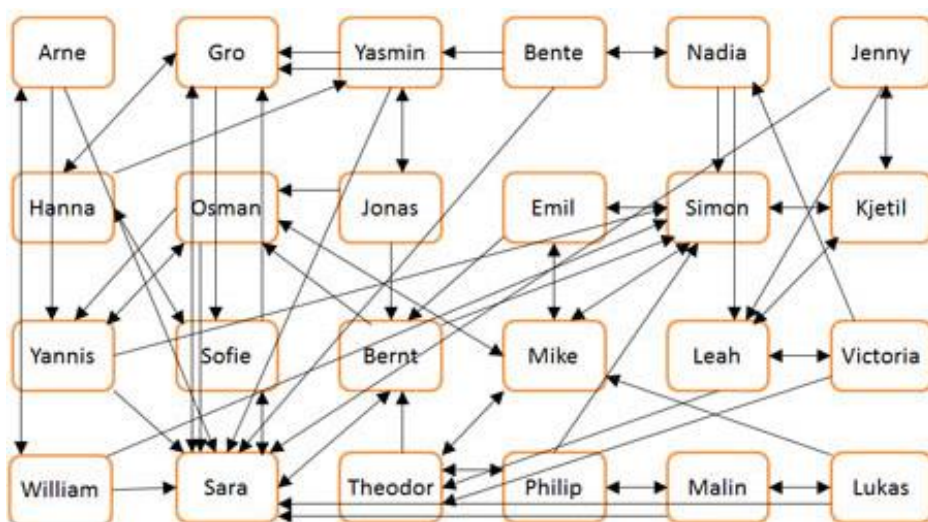 Arne Gro Yasmin Bente Nadia Jenny
Hanna Osman Jonas Emil Simon Kjetil
Yannis Sofie Bernt Mike Leah Victoria
William Sara Theodor Philip Malin Lukas